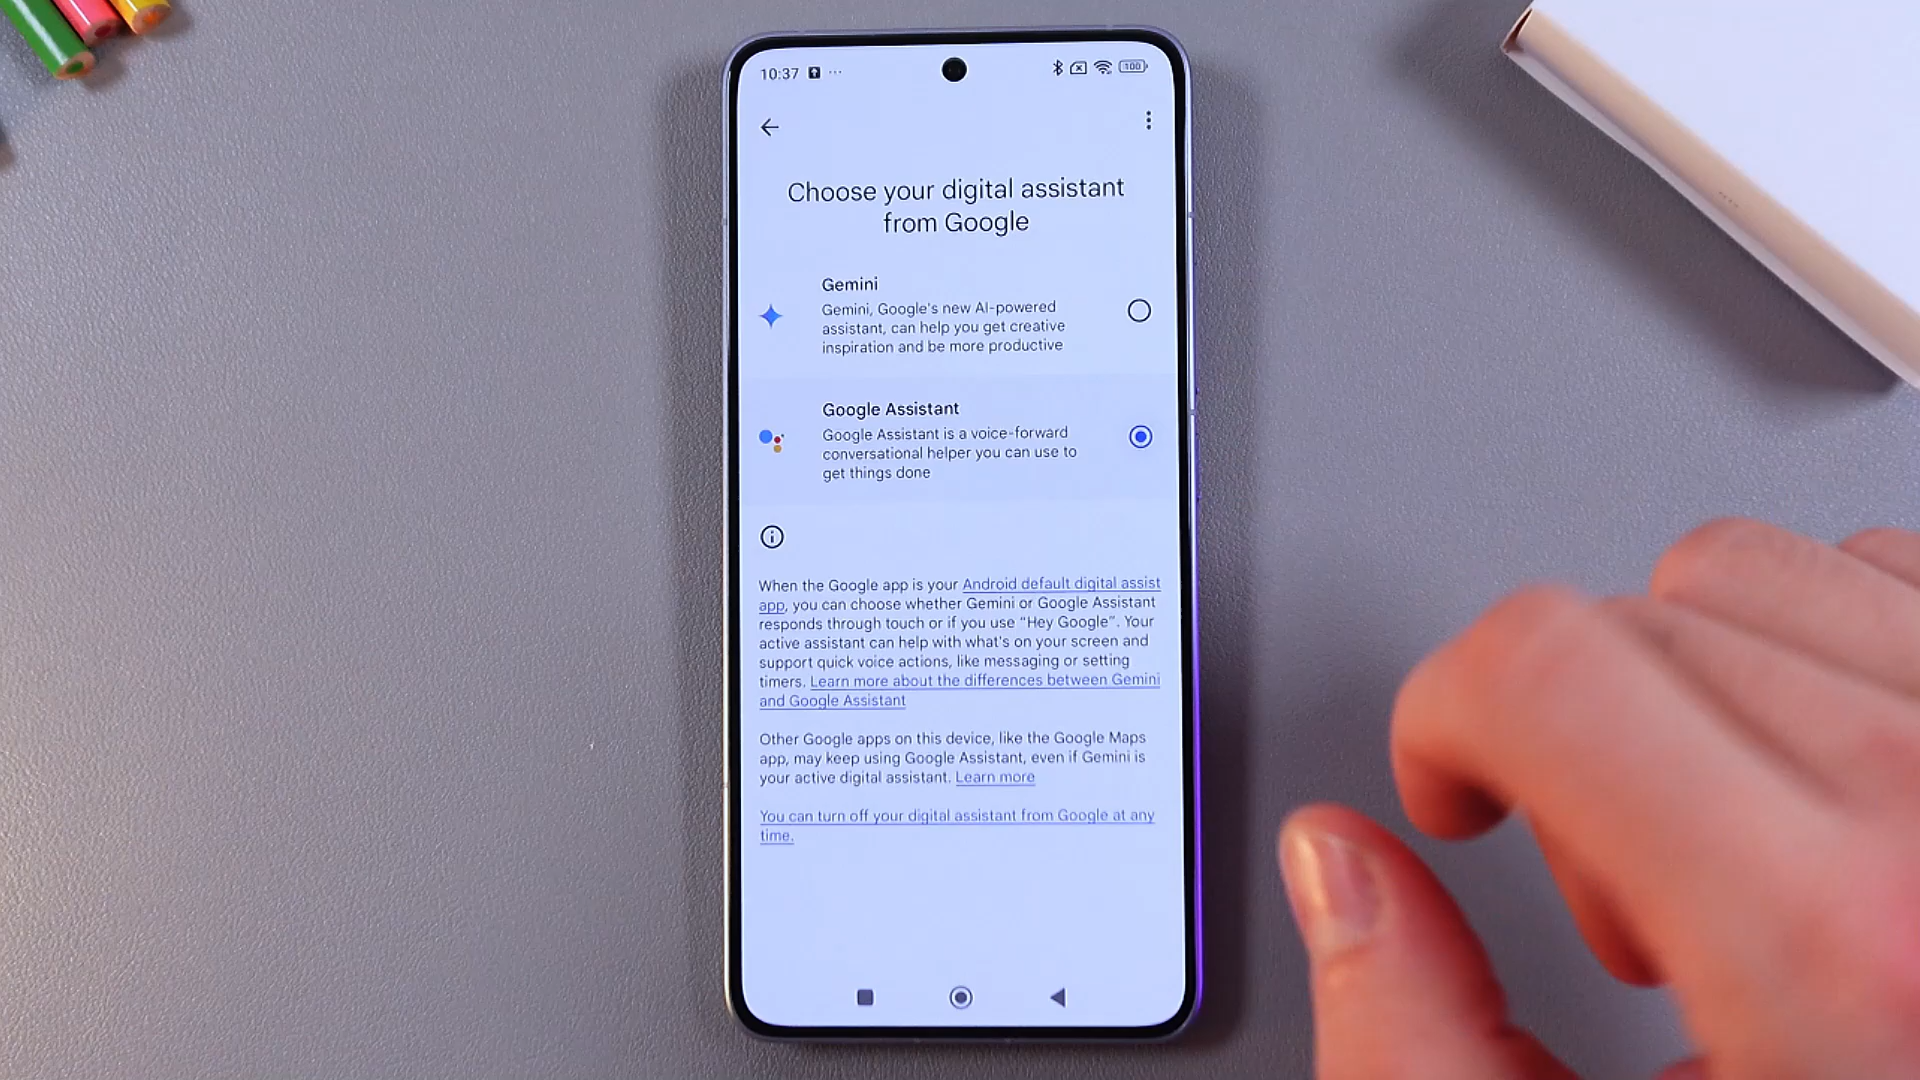 10:37
100
Choose your digital assistant
from Google
Gemini
Gemini, Google's new AI-powered
assistant, can help you get creative
inspiration and be more productive
Google Assistant
Google Assistant is a voice-forward
conversational helper you can use to
get things done
When the Google app is your Android default digital assist
app, you can choose whether Gemini or Google Assistant
responds through touch or if you use “Hey Google”. Your
active assistant can help with what's on your screen and
support quick voice actions, like messaging or setting
timers. Learn more about the differences between Gemini
and Google Assistant
Other Google apps on this device, like the Google Maps
app, may keep using Google Assistant, even if Gemini is
your active digital assistant. Learn more
You can turn off your digital assistant from Google at any
time.